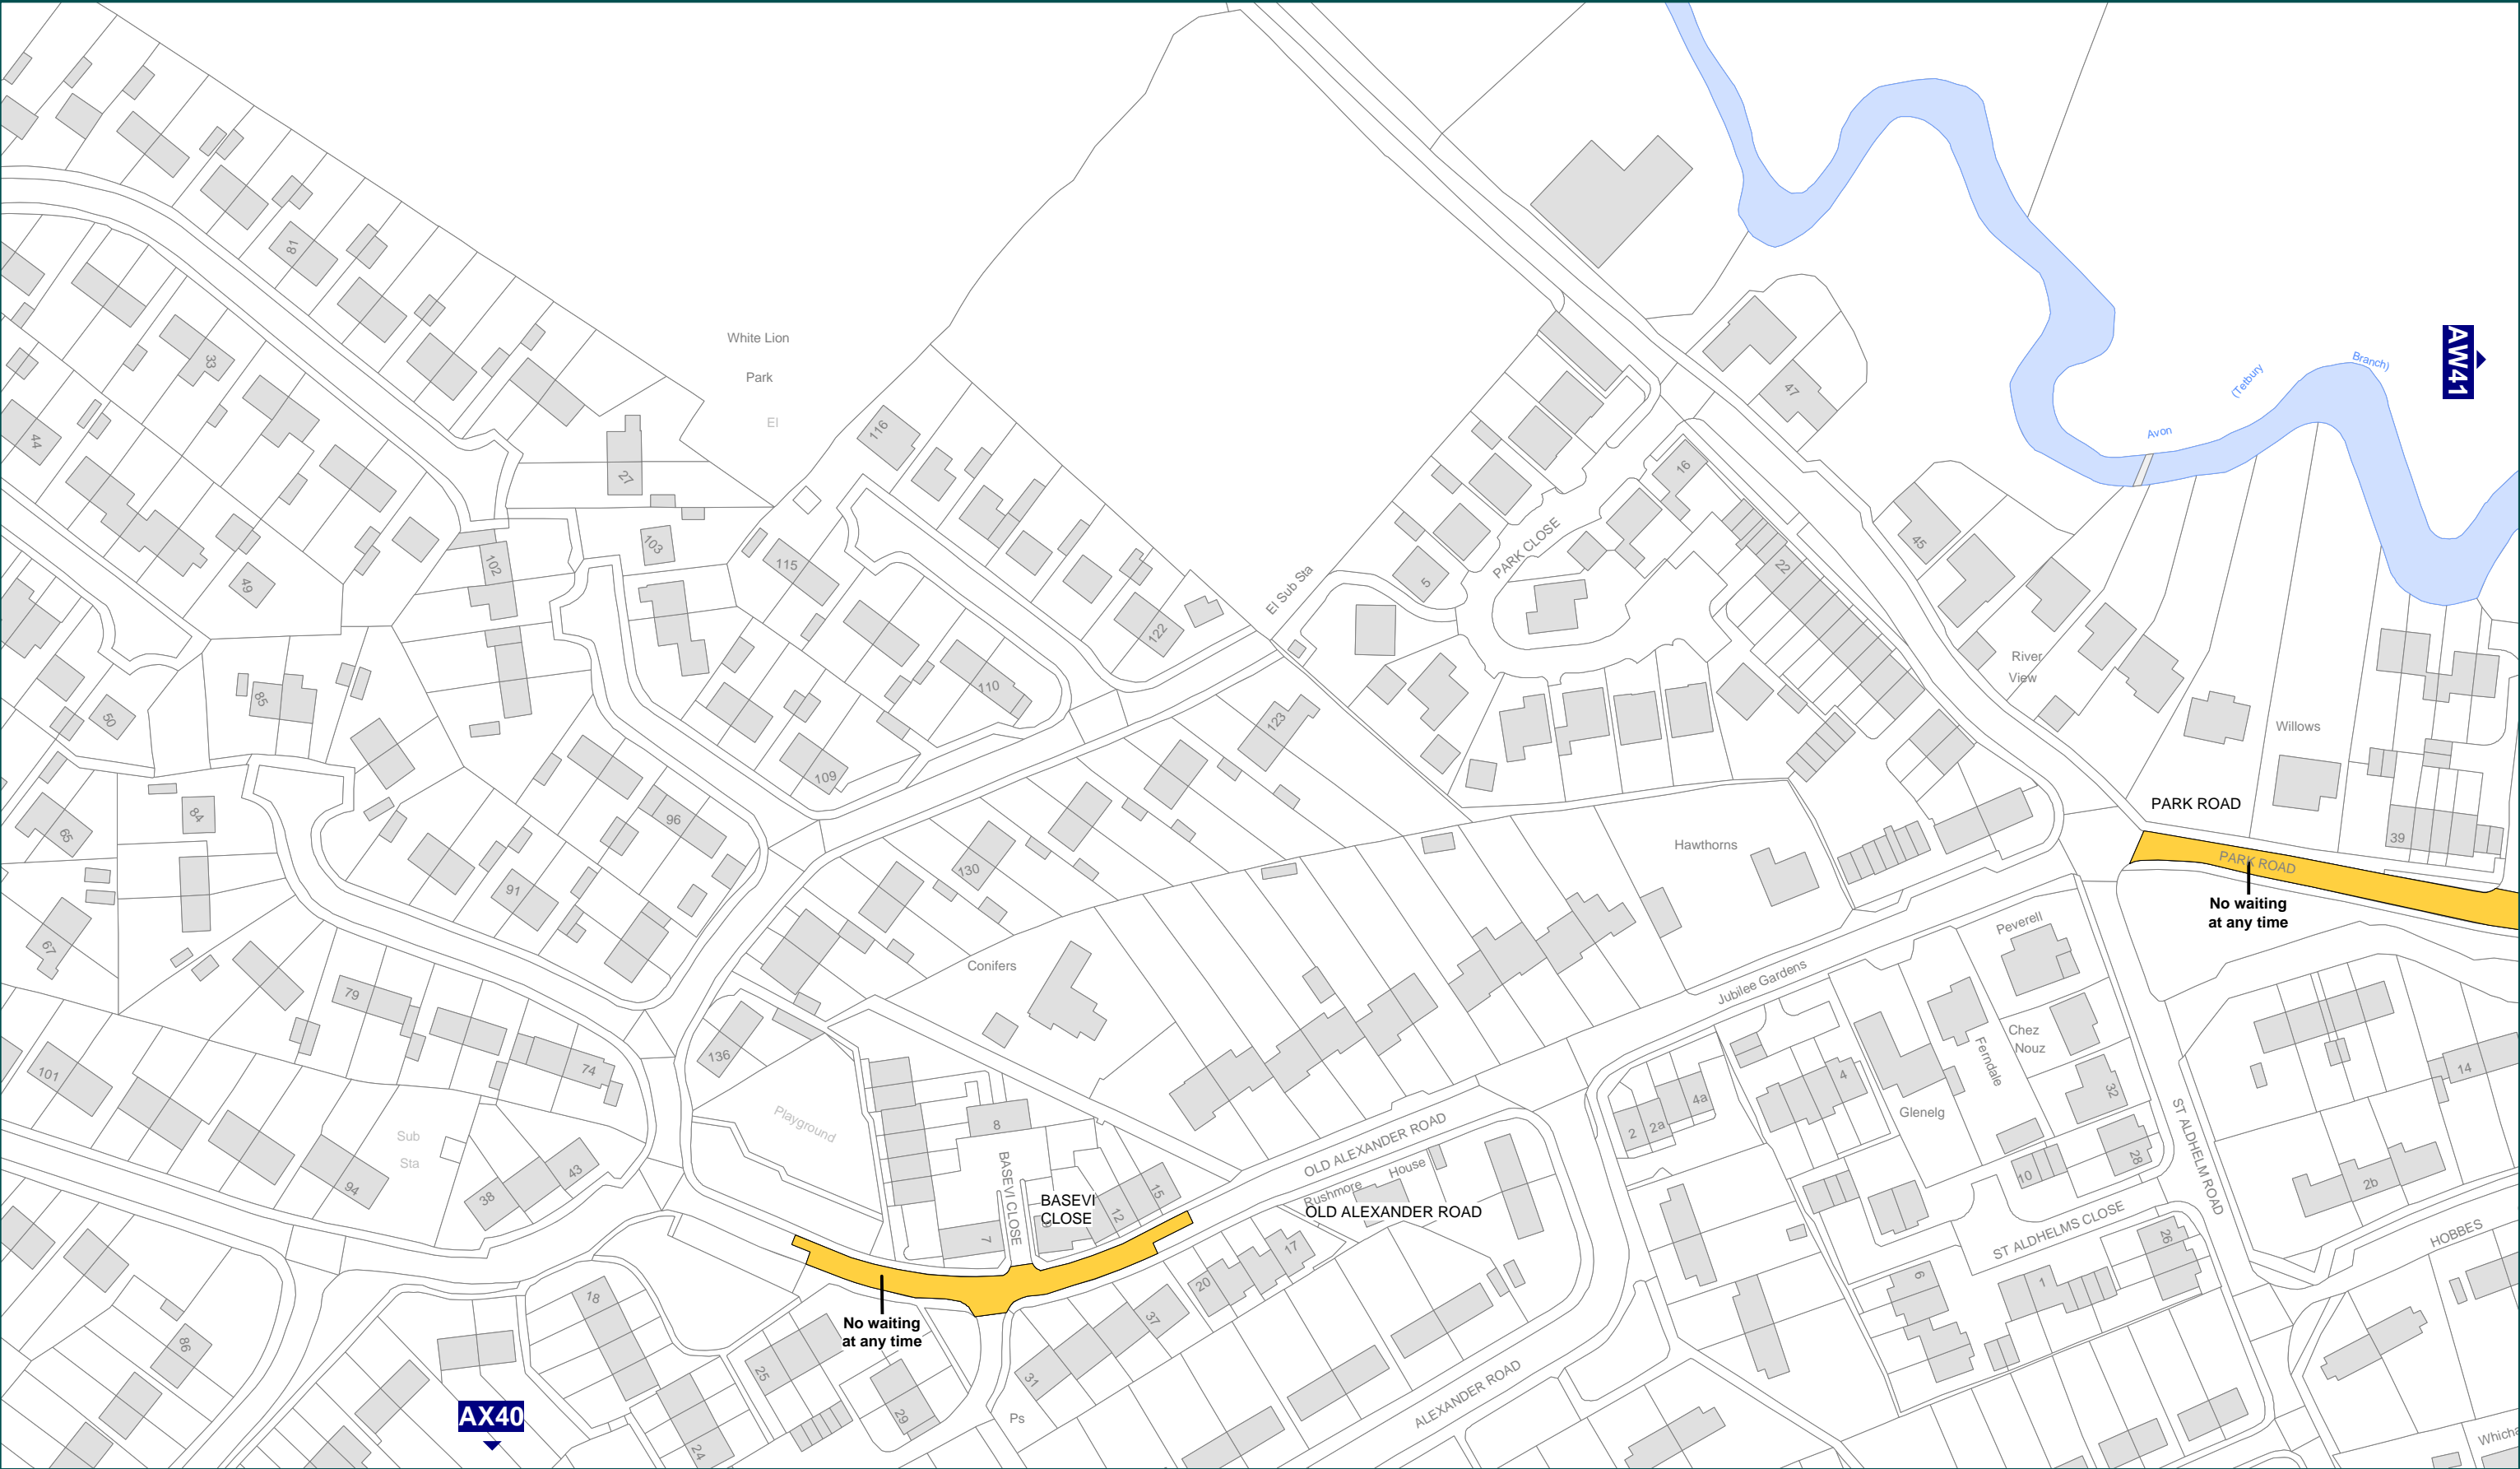 81
33
White Lion
Park
El
44
27
116
47
16
AW41
(Tetbury
Branch)
Avon
49
102
103
115
El Sub Sta
PARK CLOSE
5
22
45
122
110
River
View
85
50
123
Willows
109
84
65
96
PARK ROAD
PARK ROAD
39
Hawthorns
130
91
No waiting
at any time
67
Conifers
Peverell
79
Jubilee Gardens
Chez
Nouz
136
101
74
4
Ferndale
14
4a
32
Playground
8
Glenelg
2
2a
Sub
Sta
OLD ALEXANDER ROAD
ST ALDHELM ROAD
43
BASEVI CLOSE
House
Rushmore
28
10
94
38
15
BASEVI
CLOSE
9
12
OLD ALEXANDER ROAD
2b
ST ALDHELMS CLOSE
HOBBES
7
17
26
20
6
1
18
37
No waiting
at any time
86
25
31
ALEXANDER ROAD
AX40
29
Ps
24
Whicha